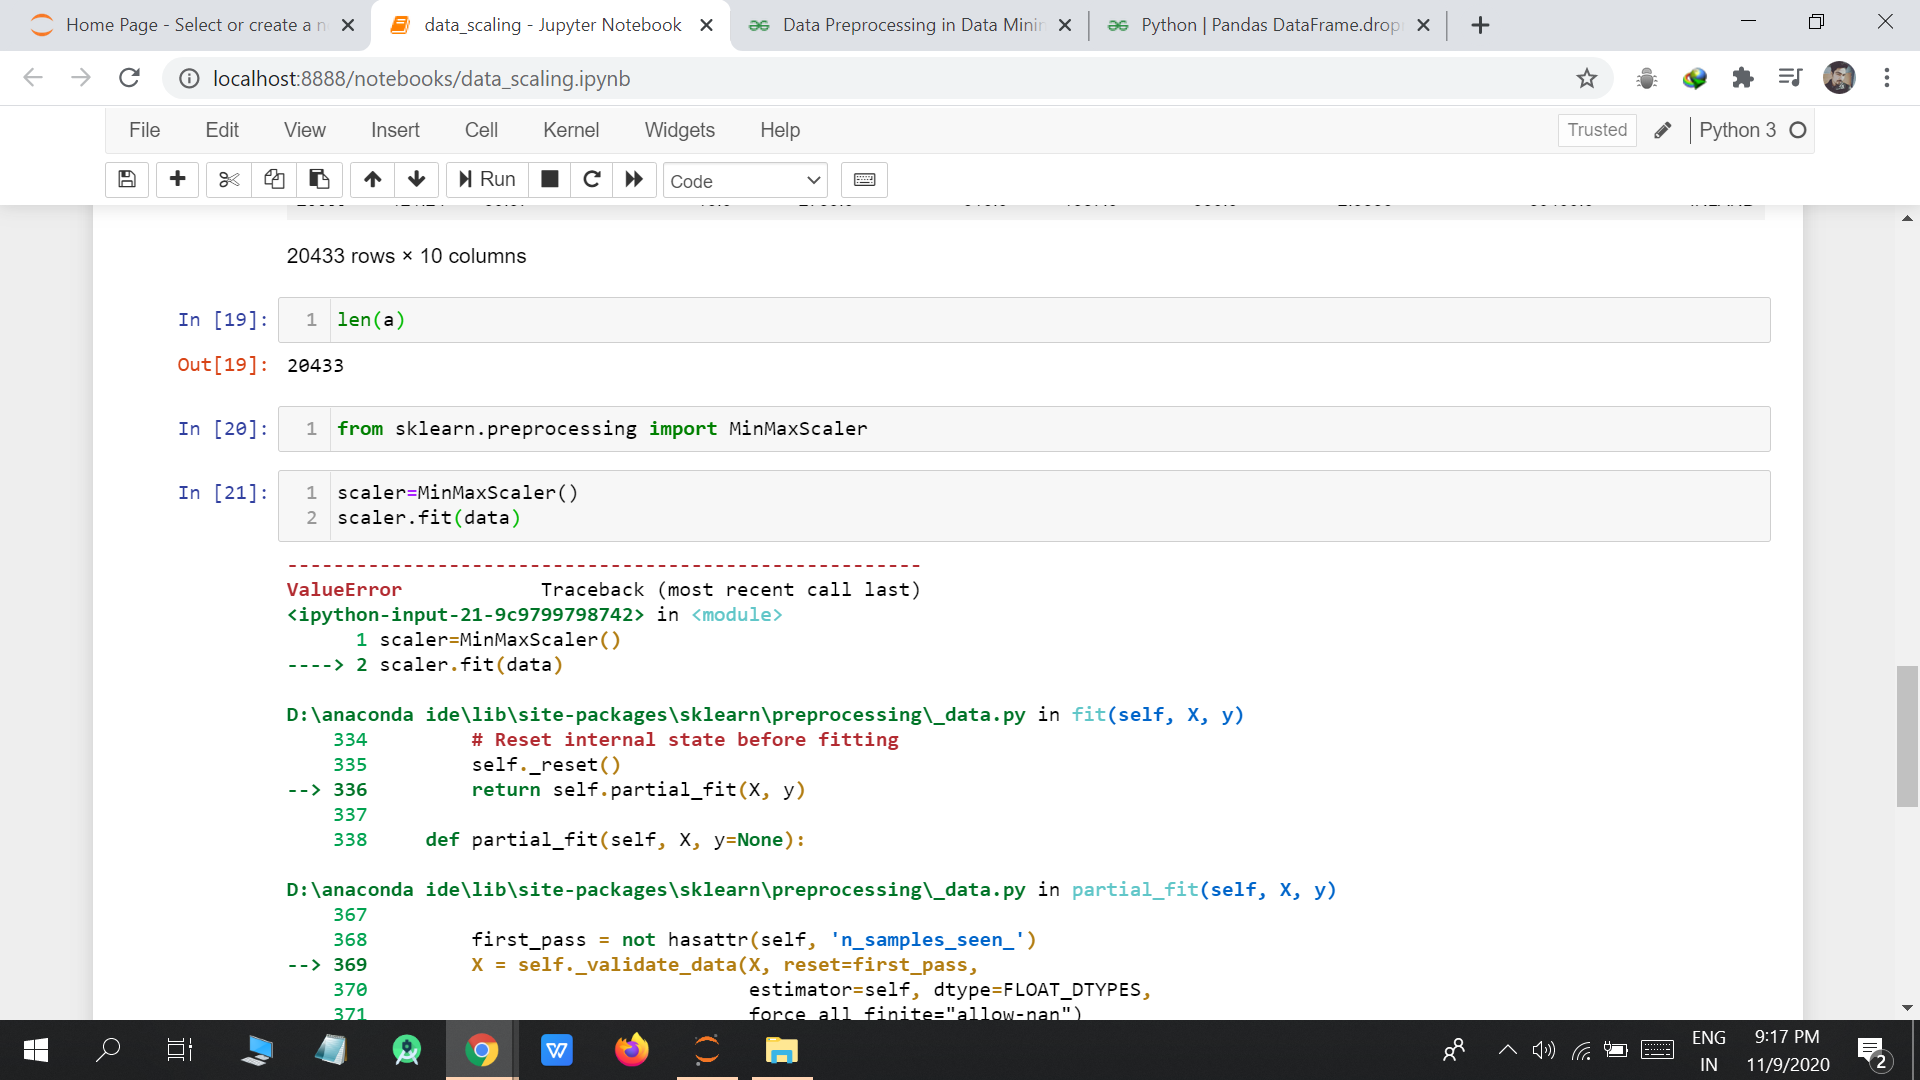 Home Page - Select or create a n
data_scaling - Jupyter Notebook
Data Preprocessing in Data Minin
Python | Pandas DataFrame.drop
localhost:8888/notebooks/data_scaling.ipynb
File Edit View Insert Cell Kernel Widgets Help Trusted Python 3
Run Code
20433 rows × 10 columns
In [19]: 1 len(a)
Out[19]: 20433
In [20]: 1 from sklearn.preprocessing import MinMaxScaler
In [21]: 1 scaler=MinMaxScaler()
2 scaler.fit(data)
---------------------------------------------------------------------------
ValueError Traceback (most recent call last)
<ipython-input-21-9c9799798742> in <module>
1 scaler=MinMaxScaler()
----> 2 scaler.fit(data)
D:\anaconda ide\lib\site-packages\sklearn\preprocessing\_data.py in fit(self, X, y)
334 # Reset internal state before fitting
335 self._reset()
--> 336 return self.partial_fit(X, y)
337
338 def partial_fit(self, X, y=None):
D:\anaconda ide\lib\site-packages\sklearn\preprocessing\_data.py in partial_fit(self, X, y)
367
368 first_pass = not hasattr(self, 'n_samples_seen_')
--> 369 X = self._validate_data(X, reset=first_pass,
370 estimator=self, dtype=FLOAT_DTYPES,
371 force_all_finite="allow-nan")
ENG 9:17 PM
IN 11/9/2020 2